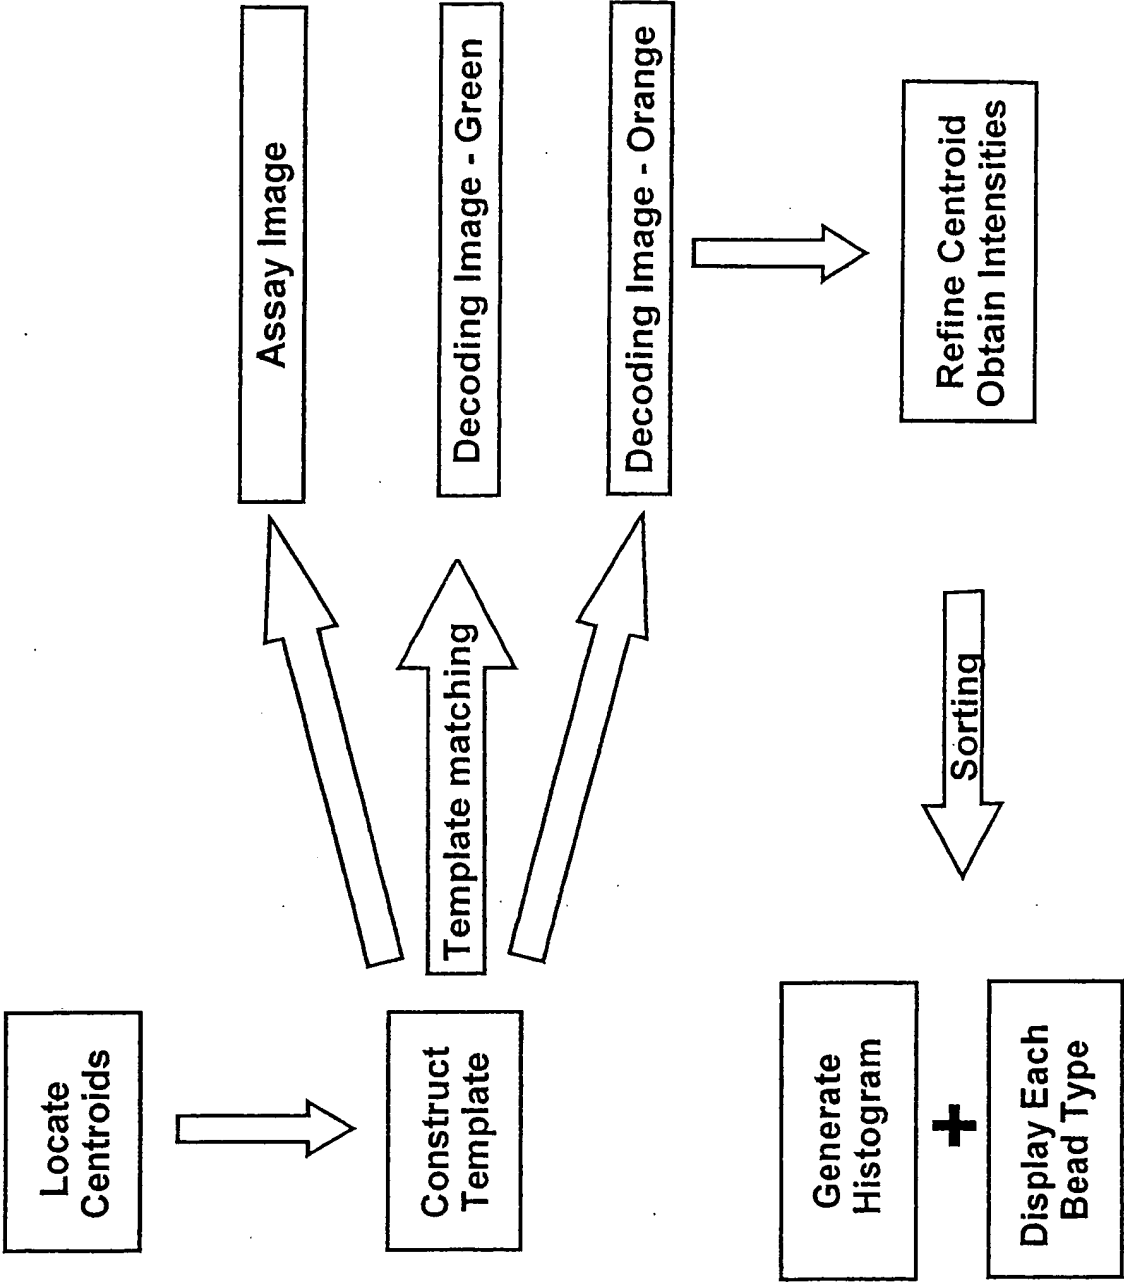 Locate
Centroids
Construct
Template
Template matching
Assay Image
Decoding Image - Green
Decoding Image - Orange
Refine Centroid
Obtain Intensities
Sorting
Generate
Histogram
+
Display Each
Bead Type